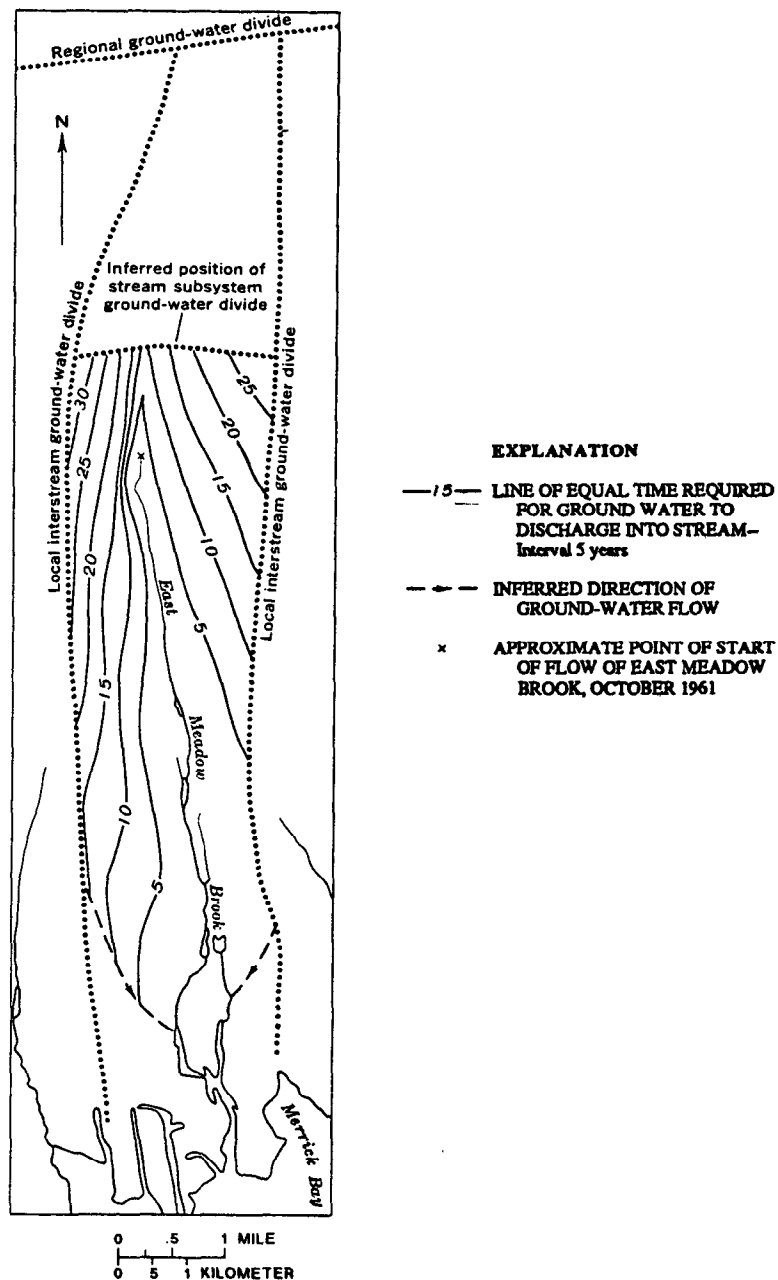 Regional ground-water divide
N
Inferred position of
stream subsystem
ground-water divide
Local interstream ground-water divide
Local interstream ground-water divide
30
25
20
15
10
5
25
20
15
10
5
East
Meadow
Brook
Merrick Bay
0 .5 1 MILE
0 .5 1 KILOMETER
EXPLANATION
15 LINE OF EQUAL TIME REQUIRED
FOR GROUND WATER TO
DISCHARGE INTO STREAM–
Interval 5 years
INFERRED DIRECTION OF
GROUND-WATER FLOW
x APPROXIMATE POINT OF START
OF FLOW OF EAST MEADOW
BROOK, OCTOBER 1961